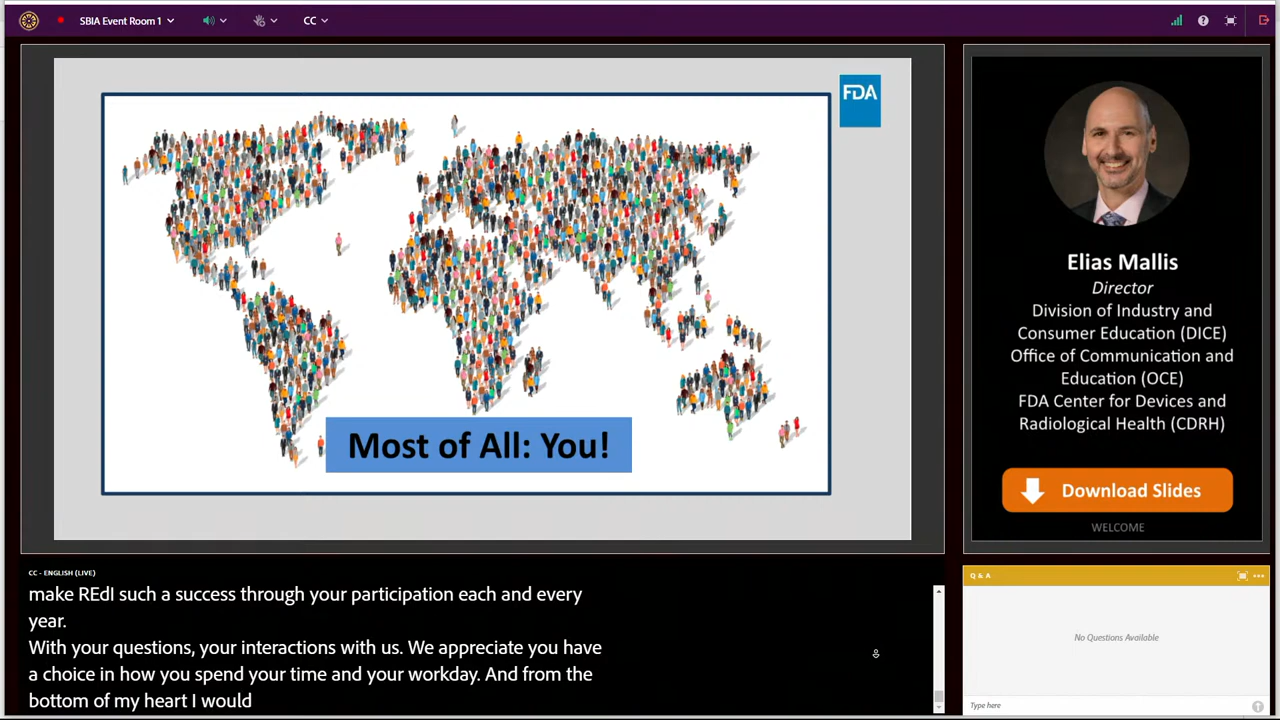 SBIA Event Room 1
CC
FDA
Most of All: You!
Elias Mallis
Director
Division of Industry and
Consumer Education (DICE)
Office of Communication and
Education (OCE)
FDA Center for Devices and
Radiological Health (CDRH)
Download Slides
WELCOME
CC - ENGLISH (LIVE)
make REdI such a success through your participation each and every
year.
With your questions, your interactions with us. We appreciate you have
a choice in how you spend your time and your workday. And from the
bottom of my heart I would
Q & A
No Questions Available
Type here